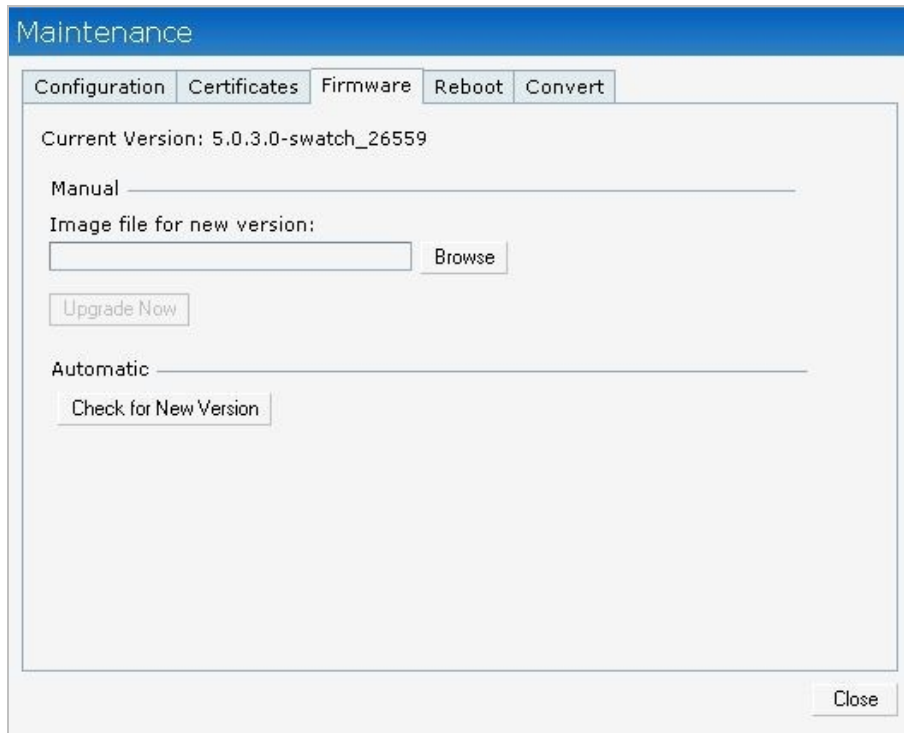 Maintenance
Configuration Certificates Firmware Reboot Convert
Current Version: 5.0.3.0-swatch_26559
Manual
Image file for new version:
Browse
Upgrade Now
Automatic
Check for New Version
Close